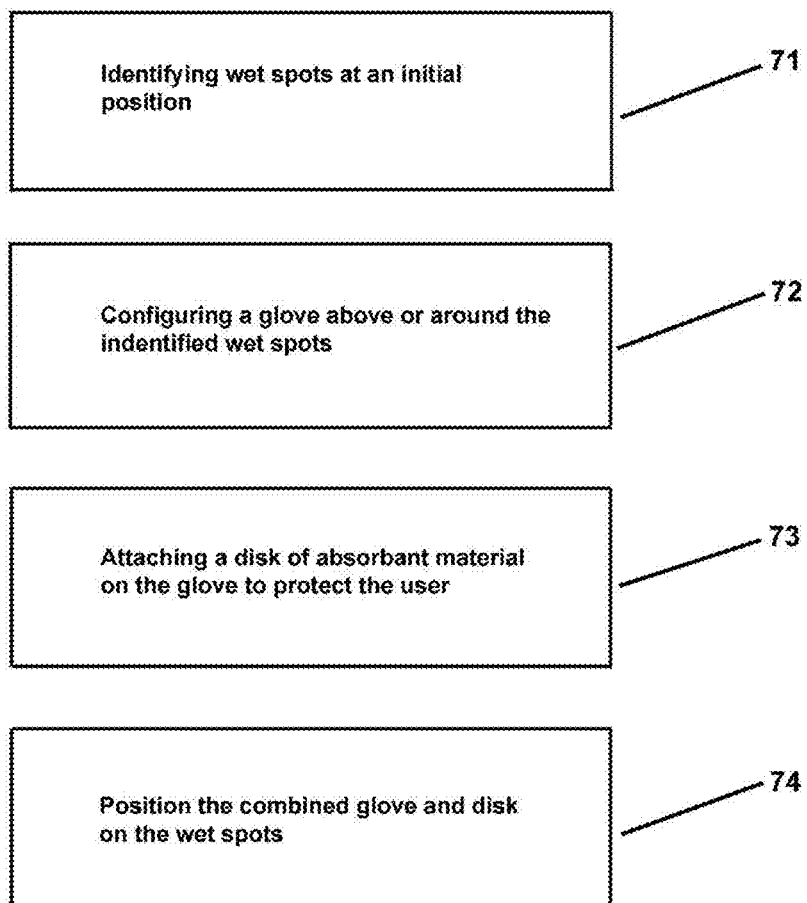 Identifying wet spots at an initial
position
71
Configuring a glove above or around the
indentified wet spots
72
Attaching a disk of absorbant material
on the glove to protect the user
73
Position the combined glove and disk
on the wet spots
74